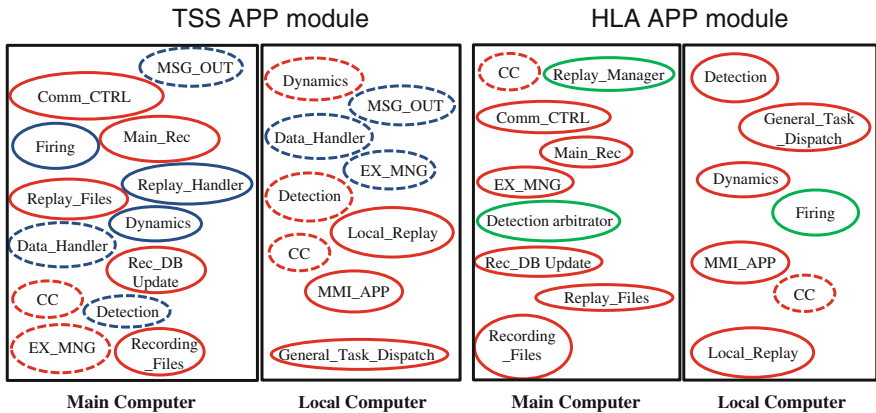 TSS APP module
HLA APP module
MSG_OUT
Comm_CTRL
Firing
Main_Rec
Replay_Handler
Replay_Files
Dynamics
Data_Handler
Rec_DB
Update
CC
Detection
EX_MNG
Recording
_Files
Main Computer
Dynamics
MSG_OUT
Data_Handler
EX_MNG
Detection
Local_Replay
CC
MMI_APP
General_Task_Dispatch
Local Computer
CC
Replay_Manager
Comm_CTRL
Main_Rec
EX_MNG
Detection arbitrator
Rec_DB Update
Replay_Files
Recording
_Files
Main Computer
Detection
General_Task
_Dispatch
Dynamics
Firing
MMI_APP
CC
Local_Replay
Local Computer